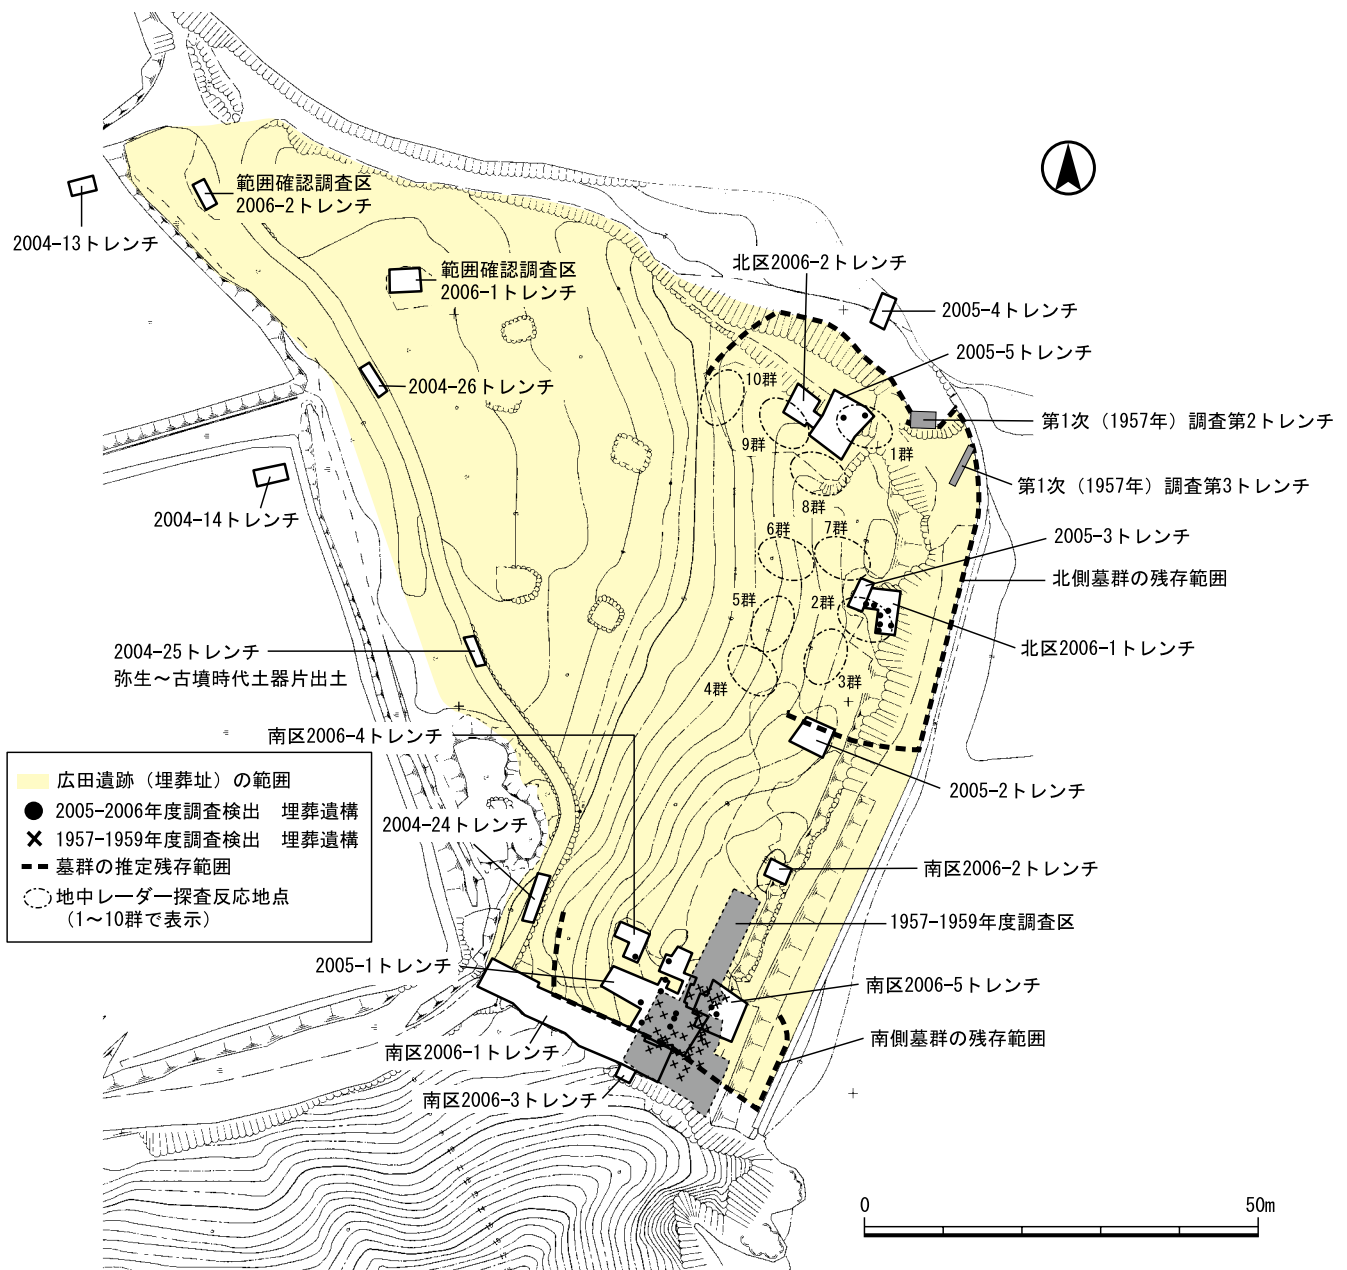 範囲確認調査区
2006-2トレンチ
2004-13トレンチ
範囲確認調査区
2006-1トレンチ
北区2006-2トレンチ
2005-4トレンチ
2005-5トレンチ
10群
2004-26トレンチ
第1次（1957年）調査第2トレンチ
9群
1群
第1次（1957年）調査第3トレンチ
8群
2004-14トレンチ
6群
7群
2005-3トレンチ
北側墓群の残存範囲
5群
2群
北区2006-1トレンチ
2004-25トレンチ
弥生～古墳時代土器片出土
4群
3群
南区2006-4トレンチ
2005-2トレンチ
広田遺跡（埋葬址）の範囲
2005-2006年度調査検出　埋葬遺構
1957-1959年度調査検出　埋葬遺構
墓群の推定残存範囲
地中レーダー探査反応地点
（1～10群で表示）
2004-24トレンチ
南区2006-2トレンチ
1957-1959年度調査区
2005-1トレンチ
南区2006-5トレンチ
南側墓群の残存範囲
南区2006-1トレンチ
南区2006-3トレンチ
0
50m